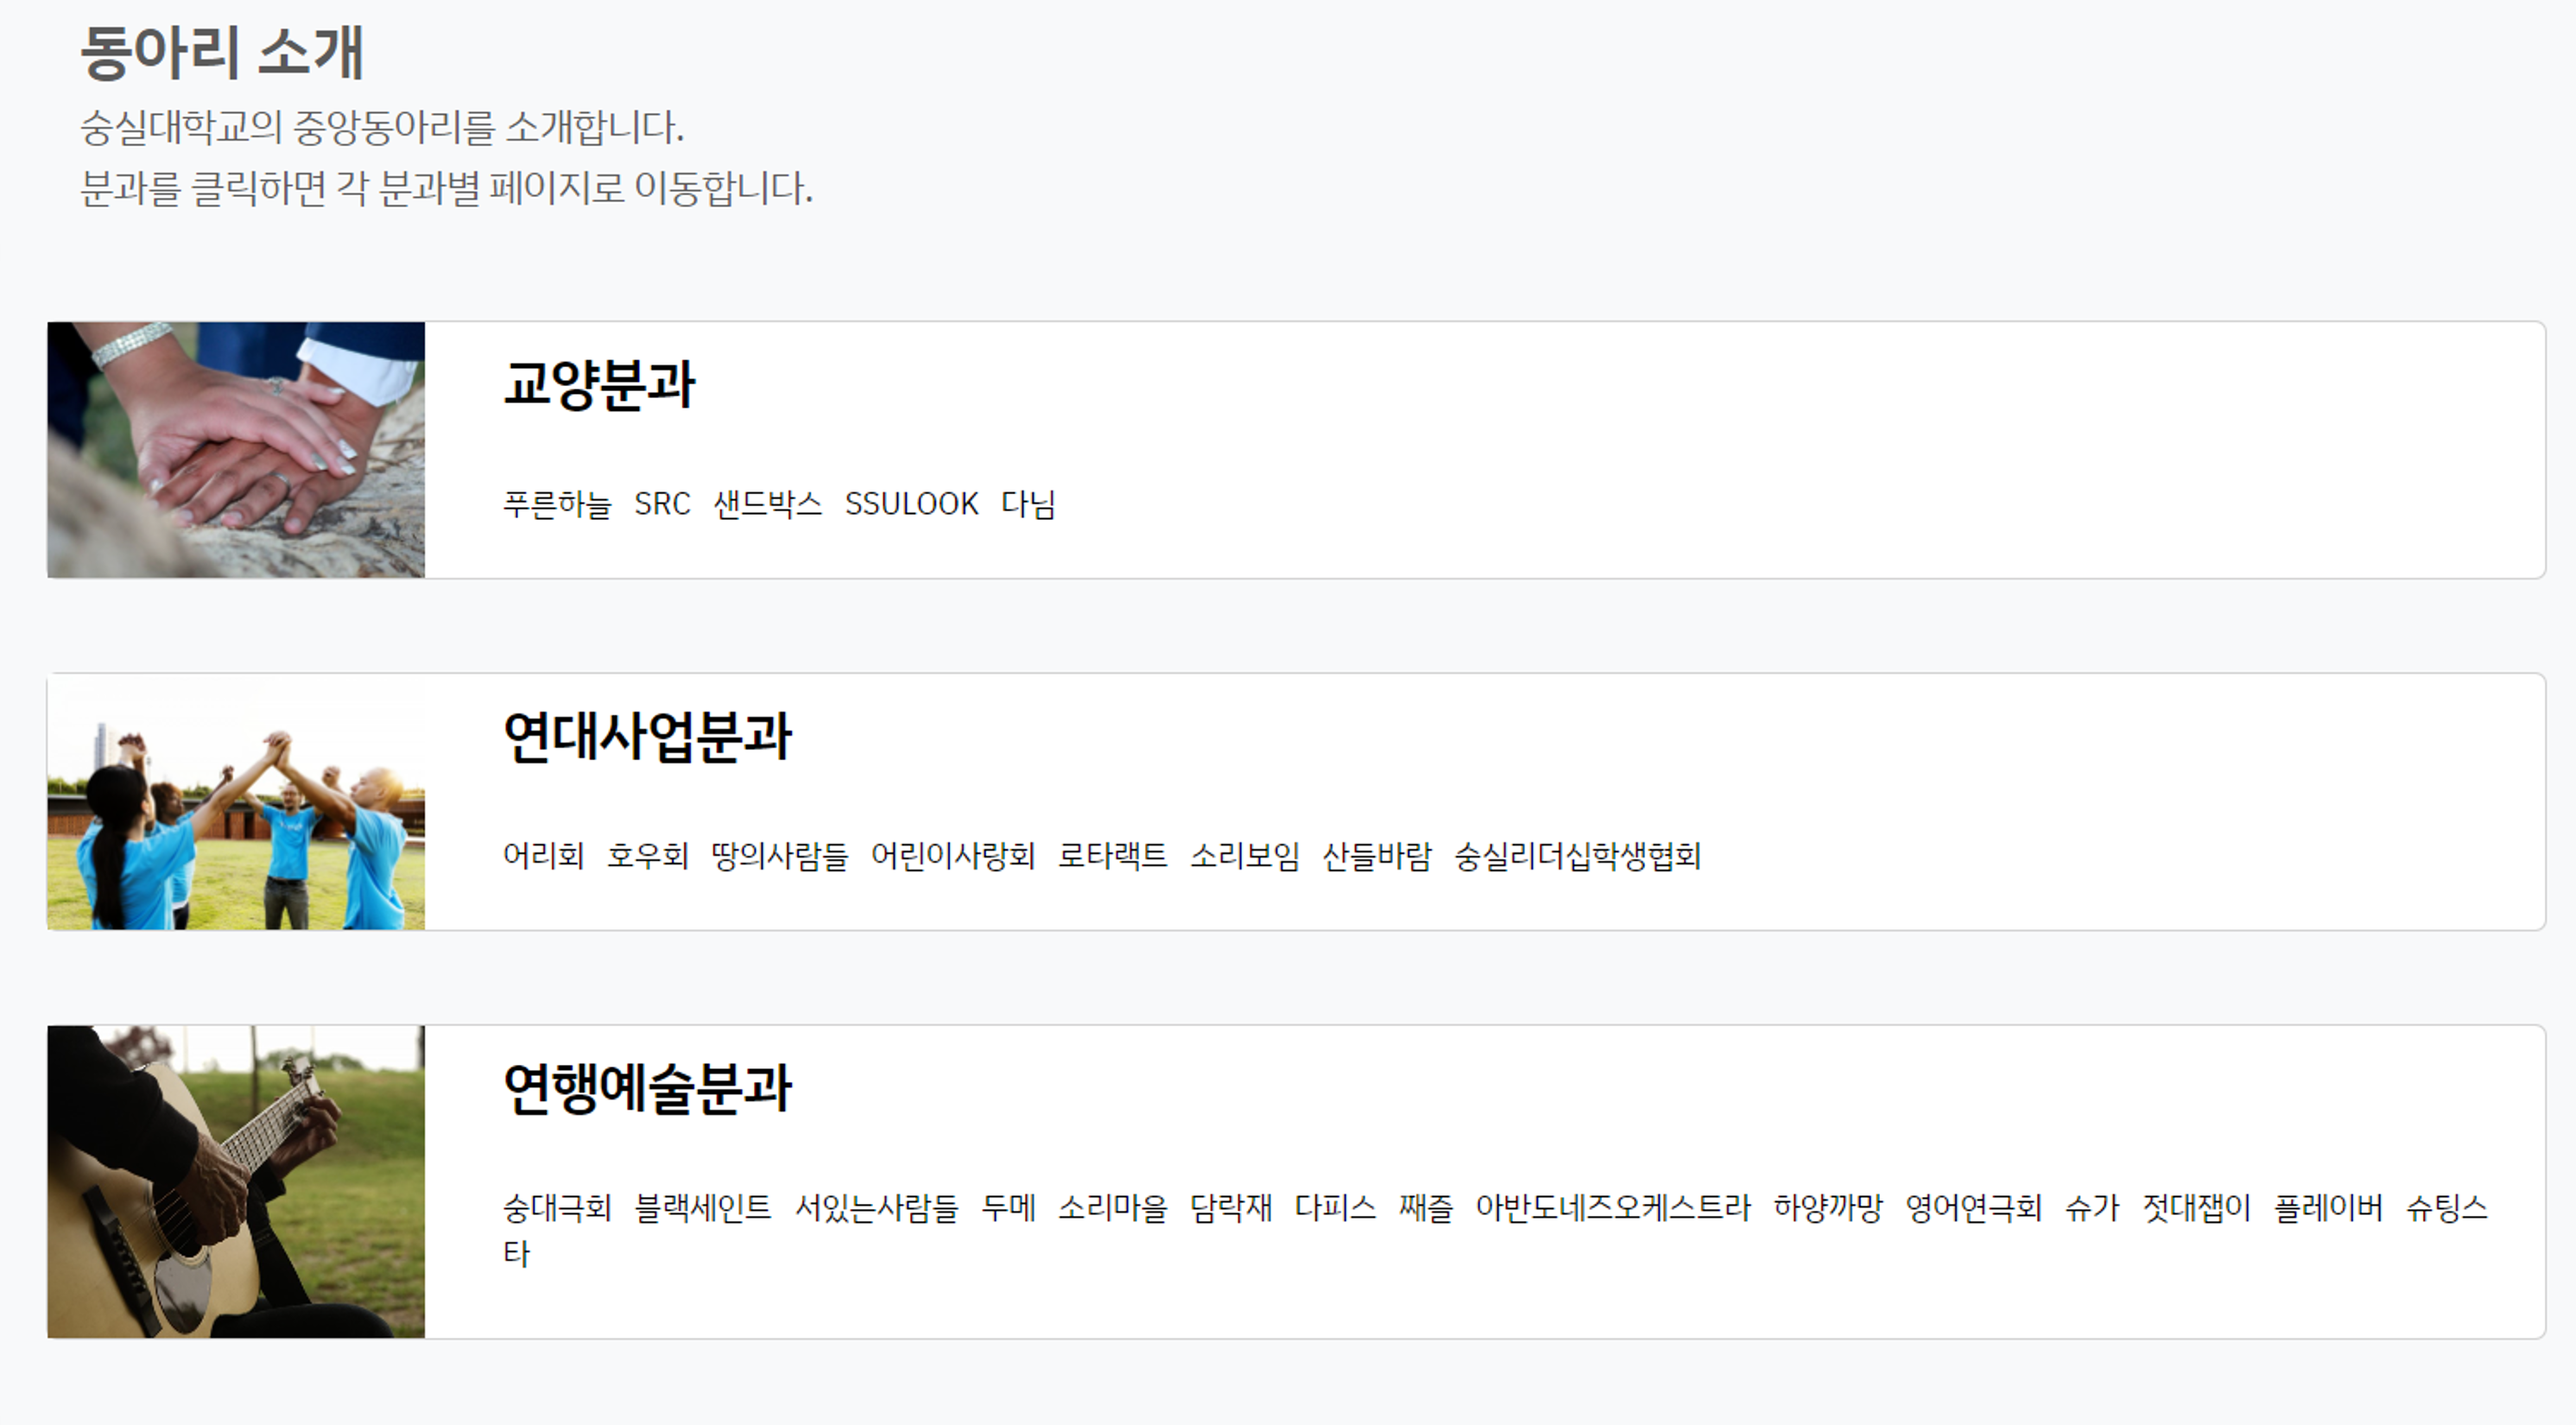 동아리 소개
숭실대학교의 중앙동아리를 소개합니다.
분과를 클릭하면 각 분과별 페이지로 이동합니다.
교양분과
푸른하늘 SRC 샌드박스 SSULOOK 다님
연대사업분과
어리회 호우회 땅의사람들 어린이사랑회 로타랙트 소리보임 산들바람 숭실리더십학생협회
연행예술분과
숭대극회 블랙세인트 서있는사람들 두메 소리마을 담락재 다피스 째즐 아반도네즈오케스트라 하양까망 영어연극회 슈가 젓대잽이 플레이버 슈팅스
타